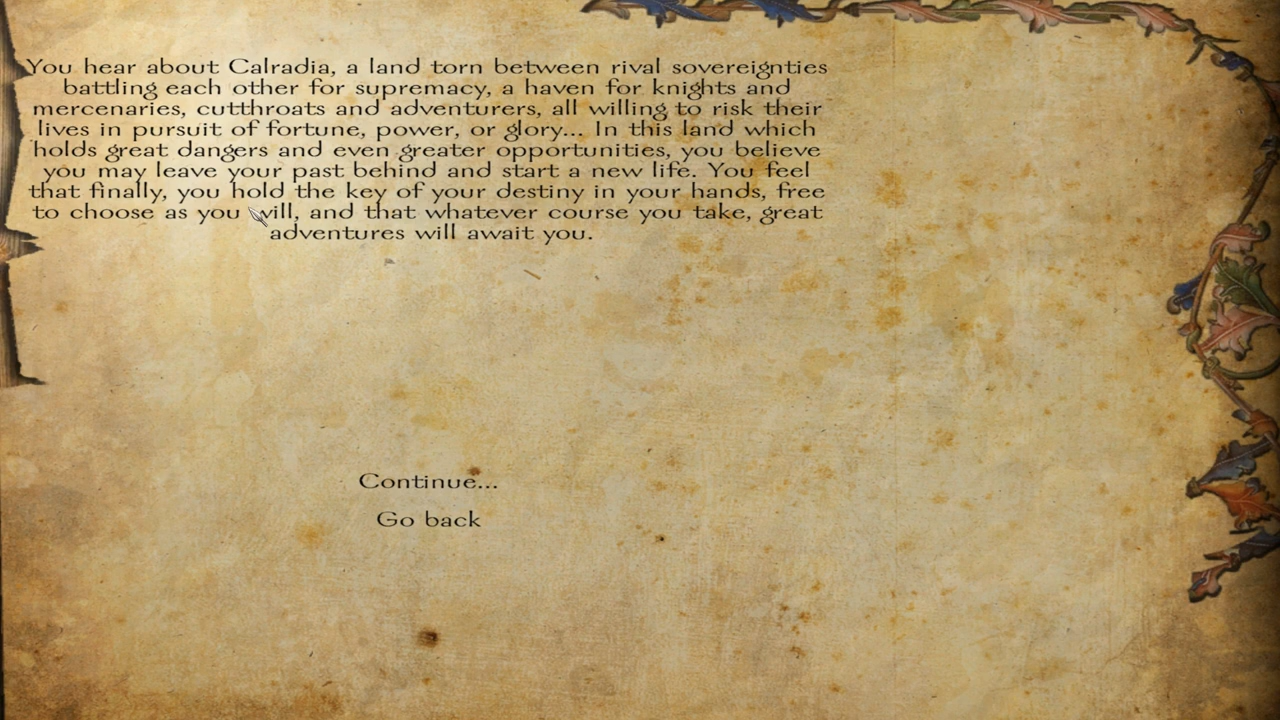 You hear about Calradia, a land torn between rival sovereignties
battling each other for supremacy, a haven for knights and
mercenaries, cutthroats and adventurers, all willing to risk their
lives in pursuit of fortune, power, or glory... In this land which
holds great dangers and even greater opportunities, you believe
you may leave your past behind and start a new life. You feel
that finally, you hold the key of your destiny in your hands, free
to choose as you will, and that whatever course you take, great
adventures will await you.
Continue...
Go back